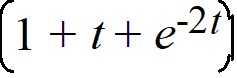 (1 + t + e^{-2t})